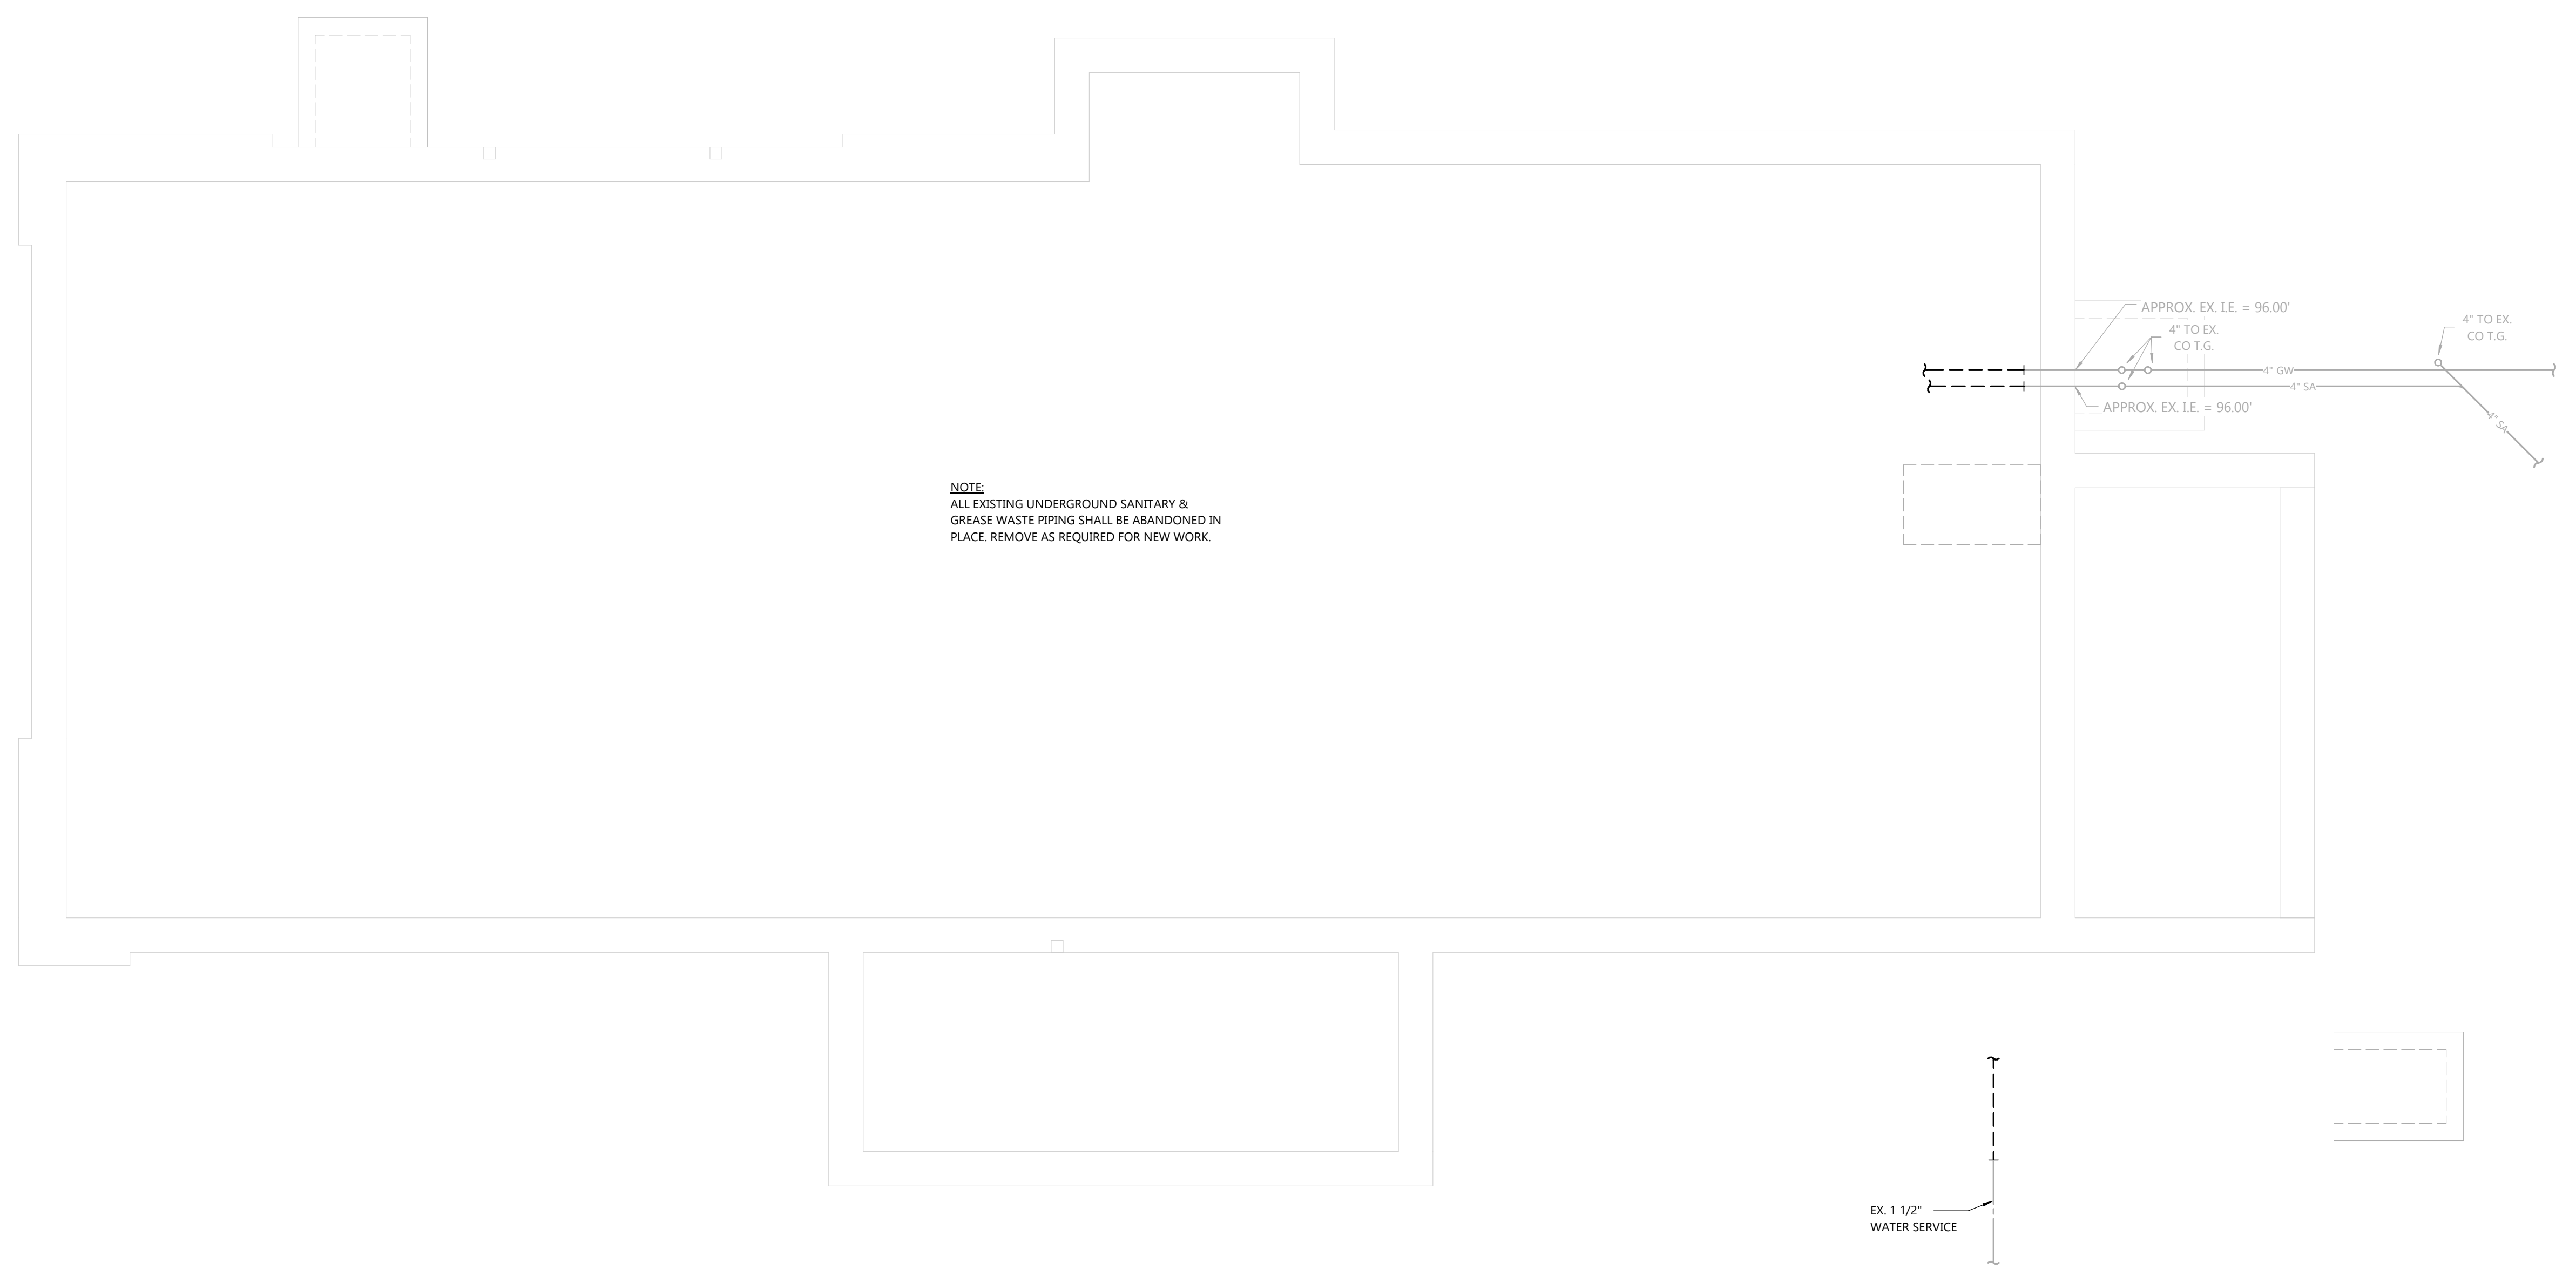 APPROX. EX. I.E. = 96.00'
4" TO EX.
CO T.G.
4" TO EX.
CO T.G.
4" GW
4" SA
APPROX. EX. I.E. = 96.00'
4" SA
NOTE:
ALL EXISTING UNDERGROUND SANITARY &
GREASE WASTE PIPING SHALL BE ABANDONED IN
PLACE. REMOVE AS REQUIRED FOR NEW WORK.
EX. 1 1/2"
WATER SERVICE